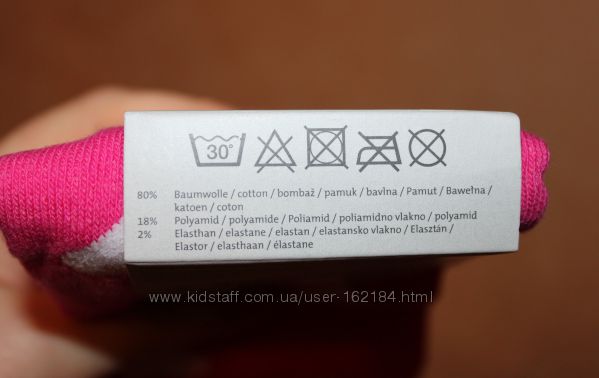 30°
80% Baumwolle / cotton / bombaž / pamuk / bavlna / Pamut / Bawełna /
katoen / coton
18% Polyamid / polyamide / Poliamid / poliamidno vlakno / polyamid
2% Elasthan / elastane / elastan / elastansko vlakno / Elasztán /
Elastor / elasthaan / élastane
www.kidstaff.com.ua/user-162184.html